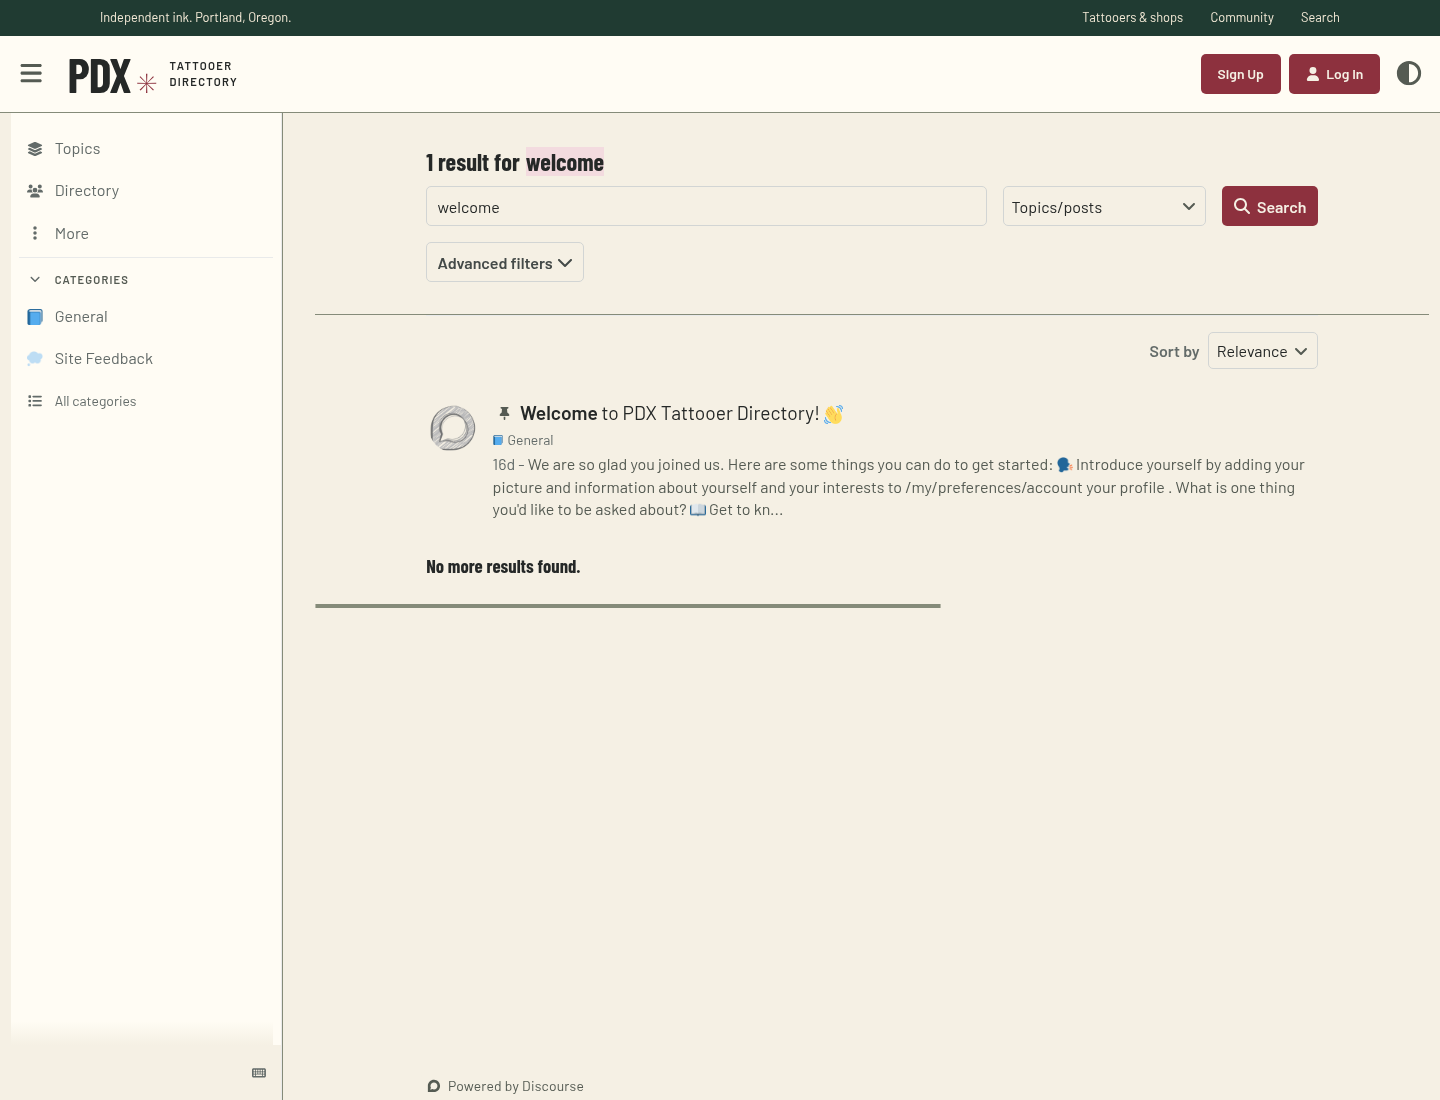 Independent ink. Portland, Oregon.
Tattooers & shops
Community
Search
PDX
TATTOOER
DIRECTORY
Sign Up
Log In
Topics
Directory
More
CATEGORIES
General
Site Feedback
All categories
1 result for welcome
welcome
Topics/posts
Search
Advanced filters
Sort by
Relevance
Welcome to PDX Tattooer Directory! 👋
General
16d - We are so glad you joined us. Here are some things you can do to get started: 🗣 Introduce yourself by adding your
picture and information about yourself and your interests to /my/preferences/account your profile . What is one thing
you'd like to be asked about? 📖 Get to kn...
No more results found.
Powered by Discourse